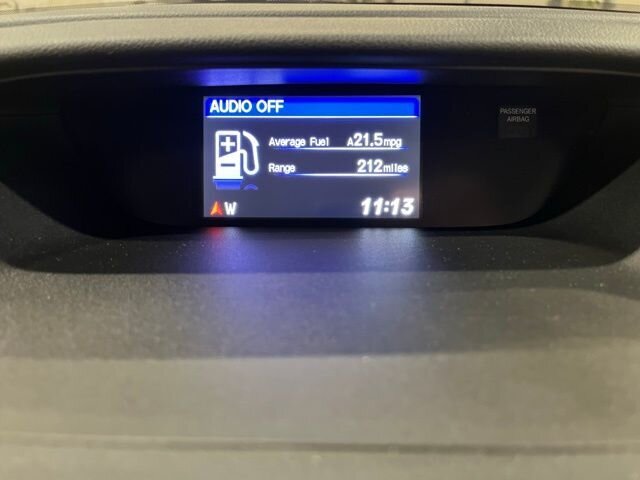 AUDIO OFF
PASSENGER
AIRBAG
Average Fuel A21.5mpg
Range 212miles
W 11:13